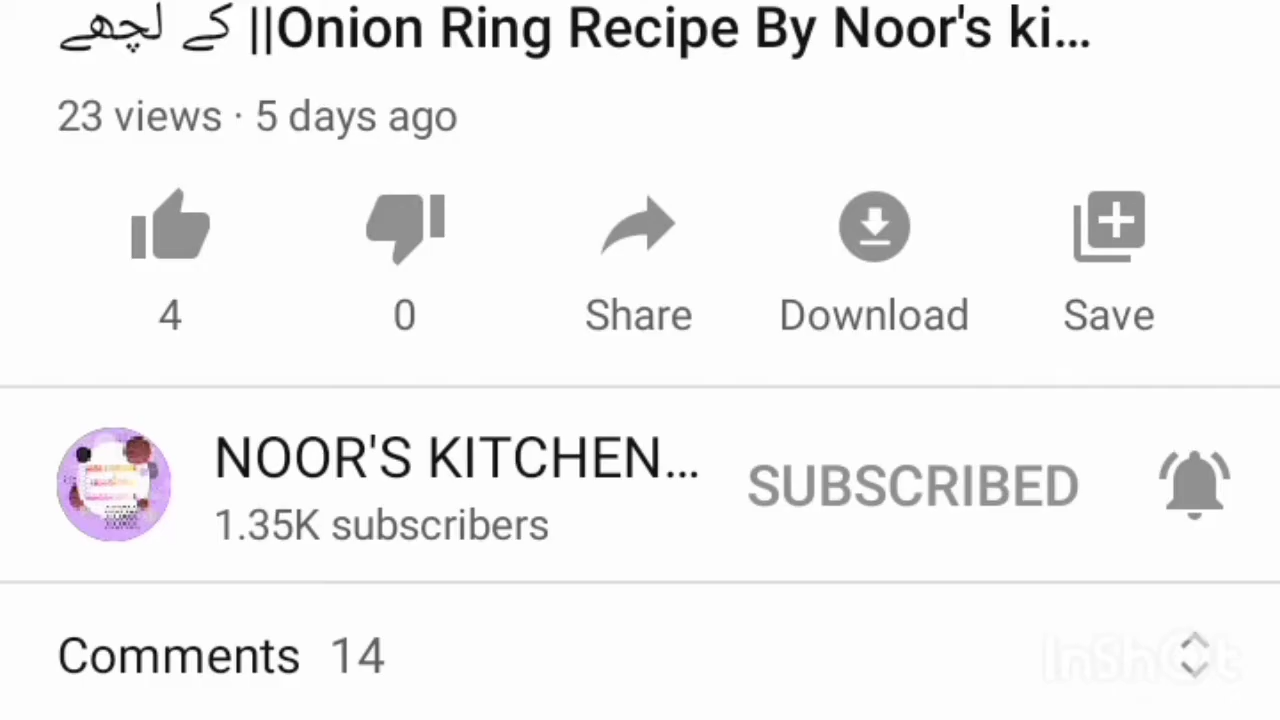 کے لچھے ||Onion Ring Recipe By Noor's ki...
23 views · 5 days ago
4 0 Share Download Save
NOOR'S KITCHEN... SUBSCRIBED
1.35K subscribers
Comments 14
InShOt